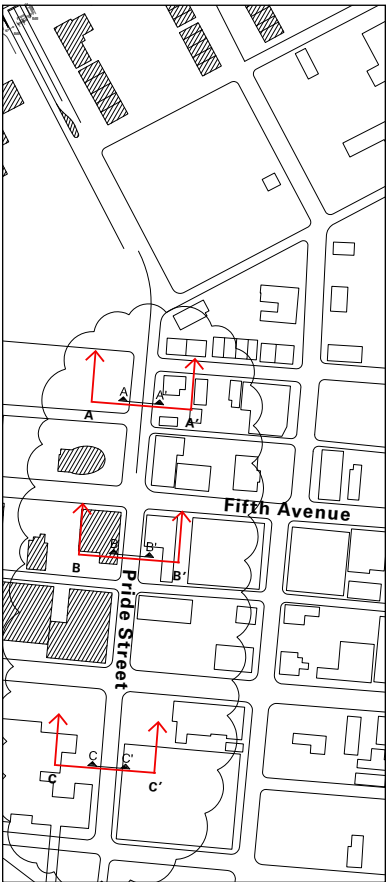 A
A'
A
A'
Fifth Avenue
B
B'
B
B'
Pride Street
C
C'
C
C'